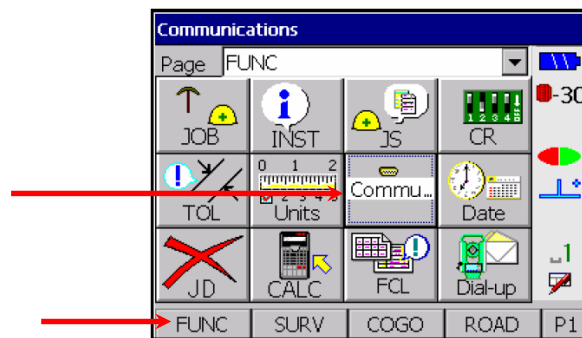 Communications
Page FUNC
-30
JOB INST JS CR
1 2 3 4
0 1 2
TOL Units Commu... Date
1
JD CALC FCL Dial-up
FUNC SURV COGO ROAD P1